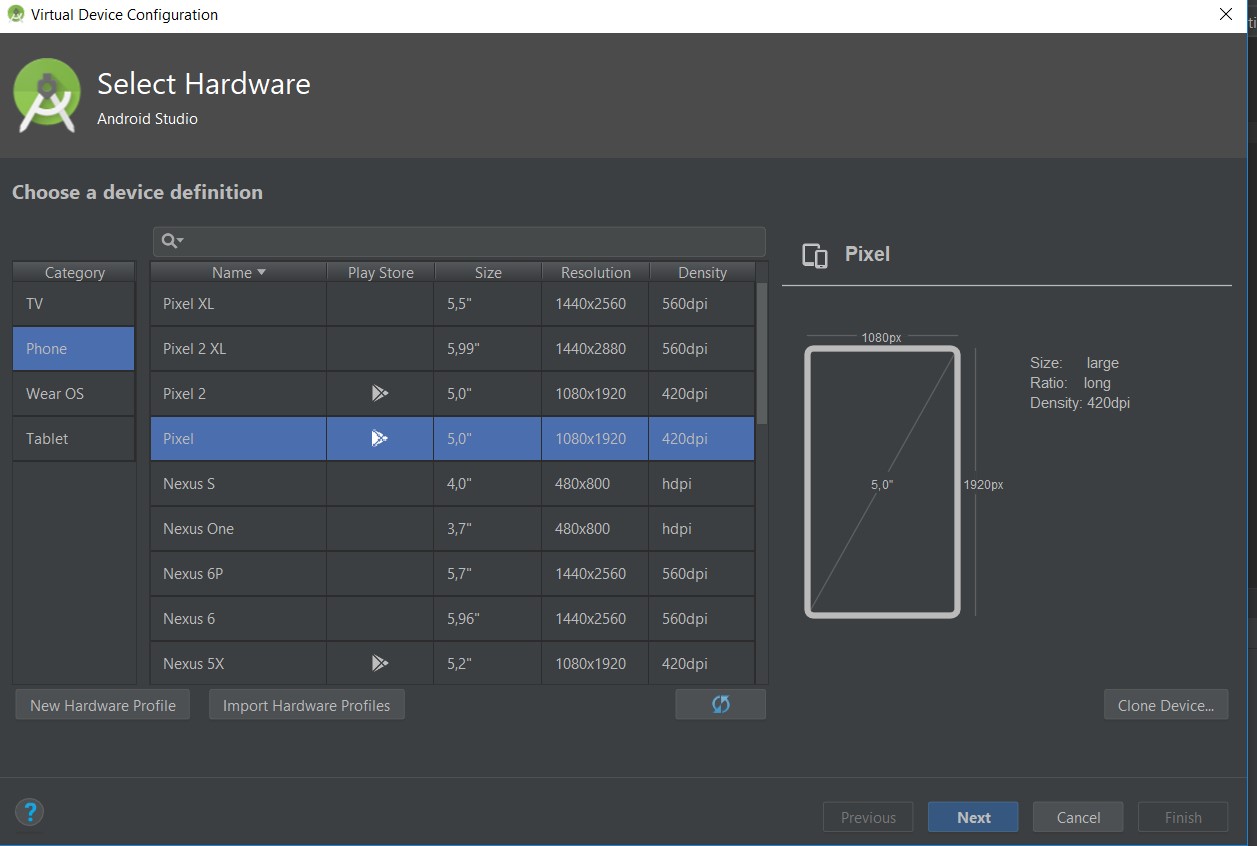 Virtual Device Configuration
Select Hardware
Android Studio
Choose a device definition
Category
TV
Phone
Wear OS
Tablet
Name Play Store Size Resolution Density
Pixel XL 5,5" 1440x2560 560dpi
Pixel 2 XL 5,99" 1440x2880 560dpi
Pixel 2 5,0" 1080x1920 420dpi
Pixel 5,0" 1080x1920 420dpi
Nexus S 4,0" 480x800 hdpi
Nexus One 3,7" 480x800 hdpi
Nexus 6P 5,7" 1440x2560 560dpi
Nexus 6 5,96" 1440x2560 560dpi
Nexus 5X 5,2" 1080x1920 420dpi
Pixel
1080px
5,0"
1920px
Size: large
Ratio: long
Density: 420dpi
New Hardware Profile Import Hardware Profiles Clone Device...
? Previous Next Cancel Finish